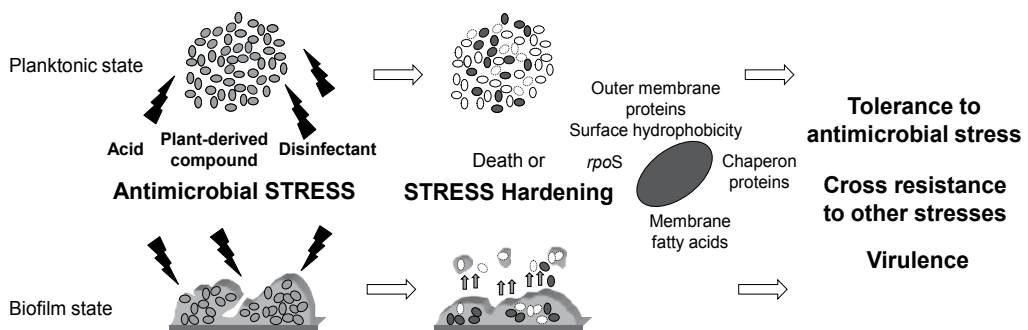 Planktonic state
Acid
Plant-derived
compound
Disinfectant
Antimicrobial STRESS
Biofilm state
Death or
STRESS Hardening
Outer membrane
proteins
Surface hydrophobicity
rpoS
Chaperon
proteins
Membrane
fatty acids
Tolerance to
antimicrobial stress
Cross resistance
to other stresses
Virulence